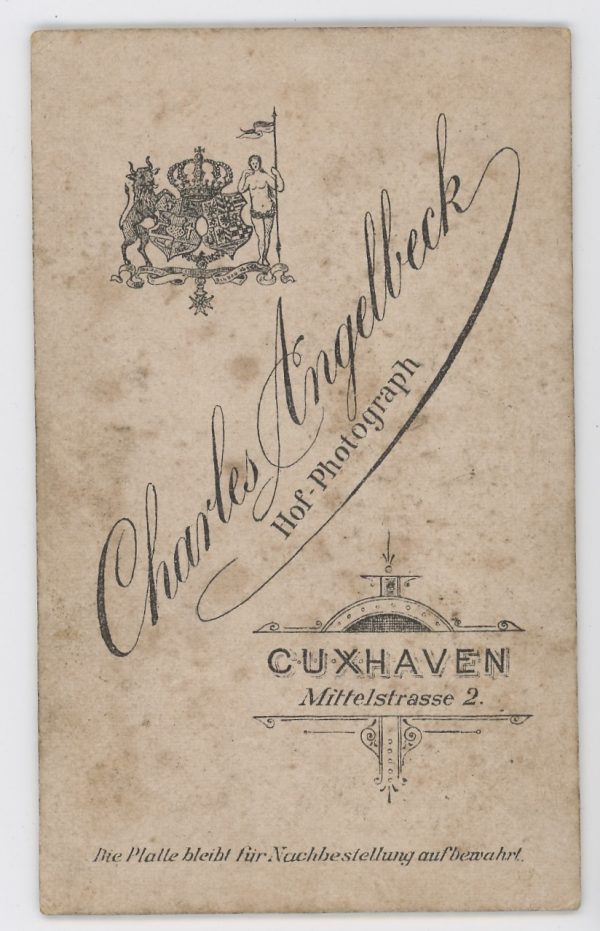 Charles Angelbeck
Hof-Photograph
CUXHAVEN
Mittelstrasse 2.
Die Platte bleibt für Nachbestellung aufbewahrt.